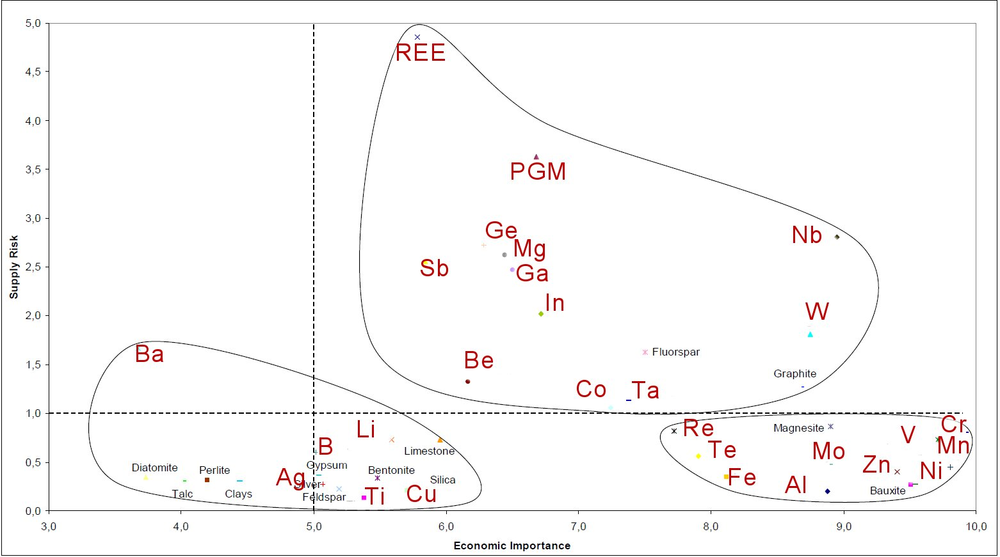 5,0
REE
4,5
4,0
3,5
PGM
3,0
Ge
Nb
Mg
Supply Risk
2,5
Sb
Ga
In
2,0
W
Ba
1,5
Be
Fluorspar
Graphite
Co
Ta
1,0
Li
Re
Magnesite
Cr
V
B
Limestone
Te
Mo
Mn
0,5
Diatomite
Perlite
Gypsum
Bentonite
Zn
Ni
Ag
Silver
Silica
Fe
Al
Talc
Clays
Feldspar
Ti
Cu
Bauxite
0,0
3,0 4,0 5,0 6,0 7,0 8,0 9,0 10,0
Economic Importance